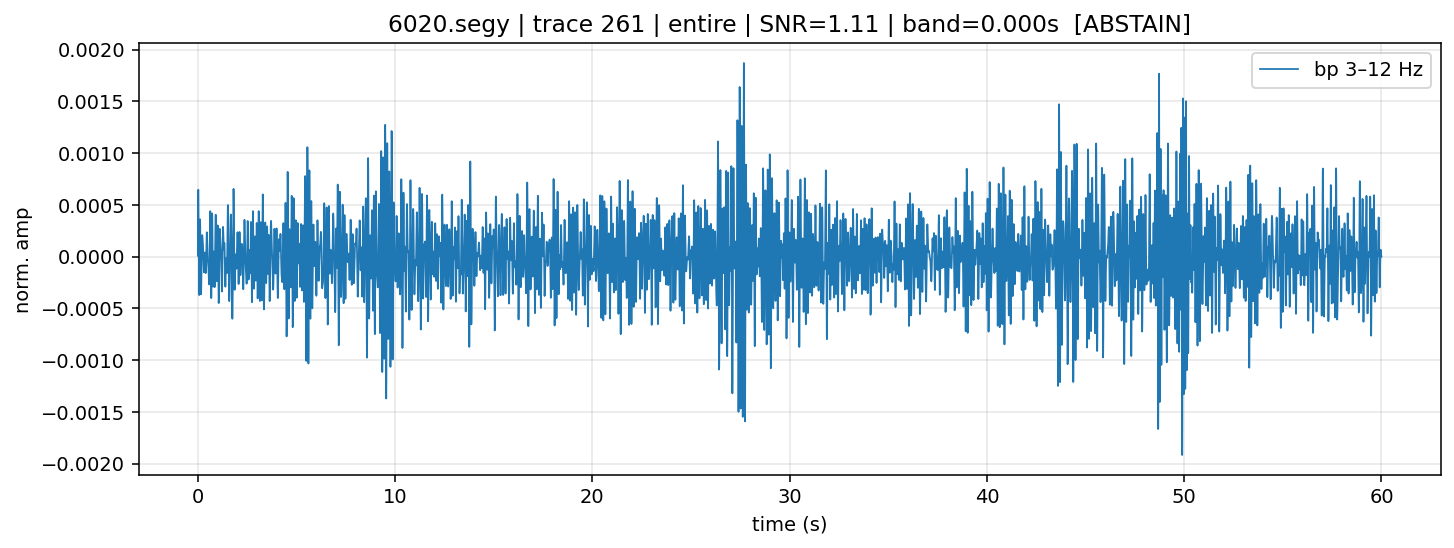 6020.segy | trace 261 | entire | SNR=1.11 | band=0.000s [ABSTAIN]
bp 3–12 Hz
norm. amp
0.0020
0.0015
0.0010
0.0005
0.0000
−0.0005
−0.0010
−0.0015
−0.0020
0 10 20 30 40 50 60
time (s)